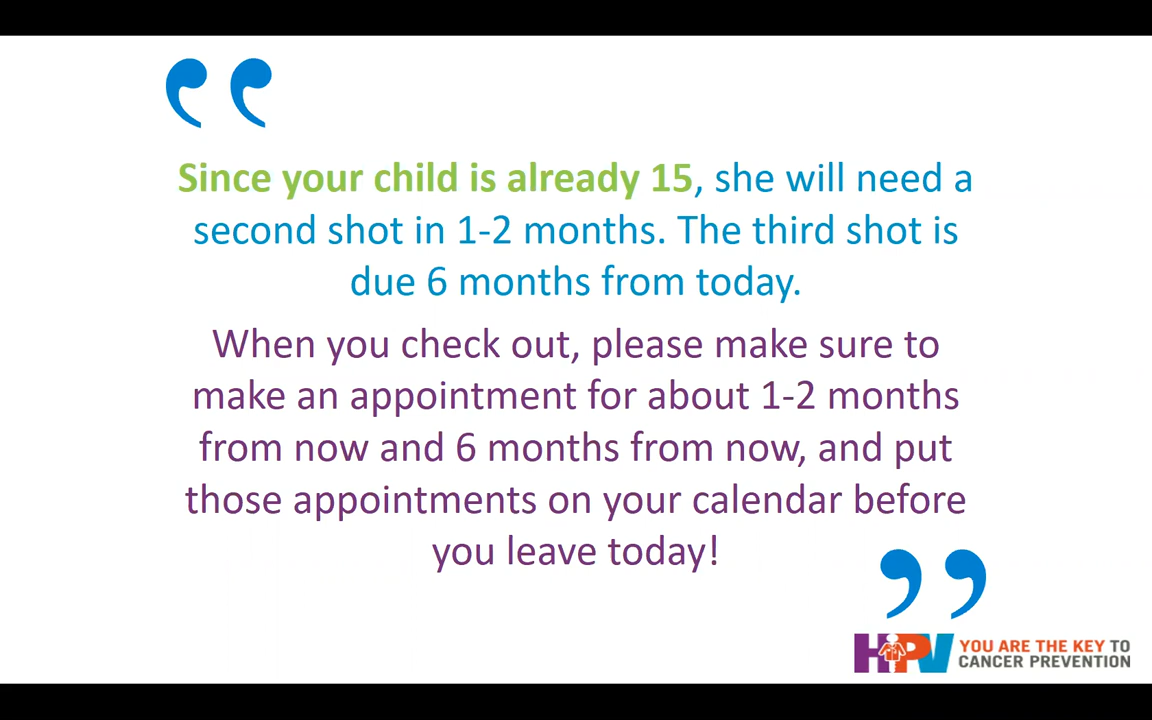 Since your child is already 15, she will need a
second shot in 1-2 months. The third shot is
due 6 months from today.
When you check out, please make sure to
make an appointment for about 1-2 months
from now and 6 months from now, and put
those appointments on your calendar before
you leave today!
HPV YOU ARE THE KEY TO
CANCER PREVENTION